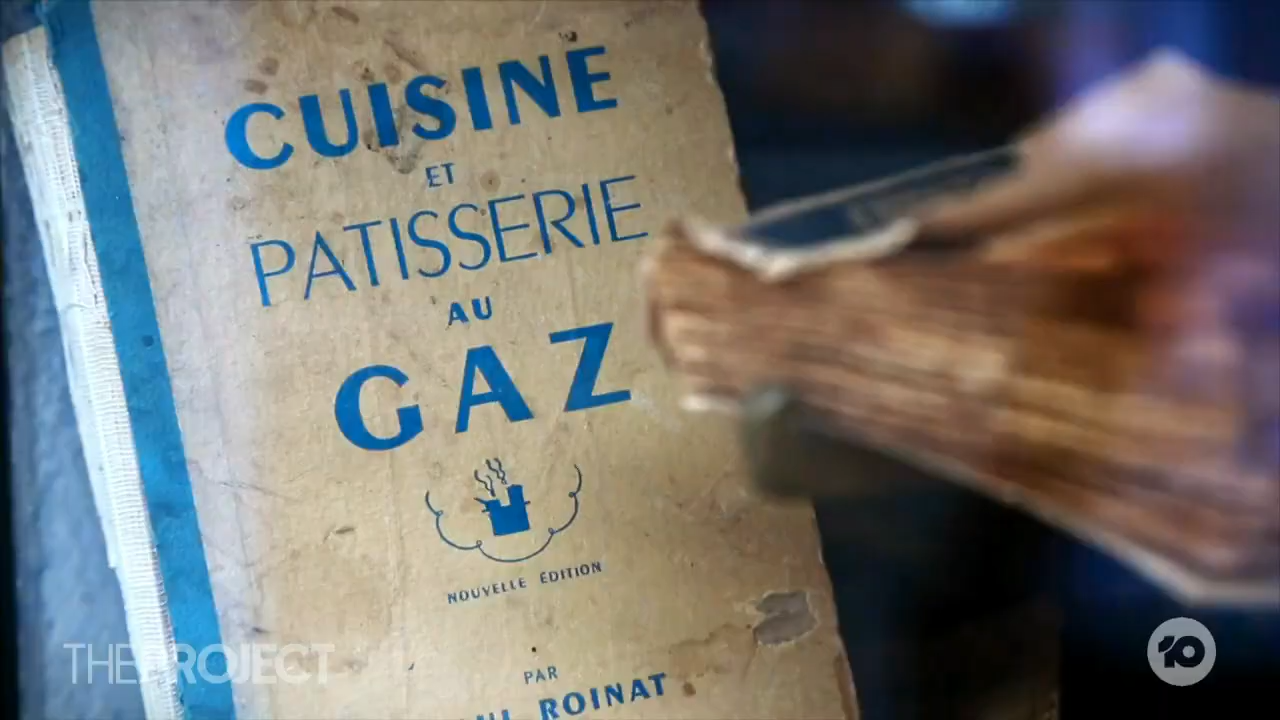 CUISINE
ET
PATISSERIE
AU
GAZ
NOUVELLE ÉDITION
PAR
ROINAT
THE PROJECT
10